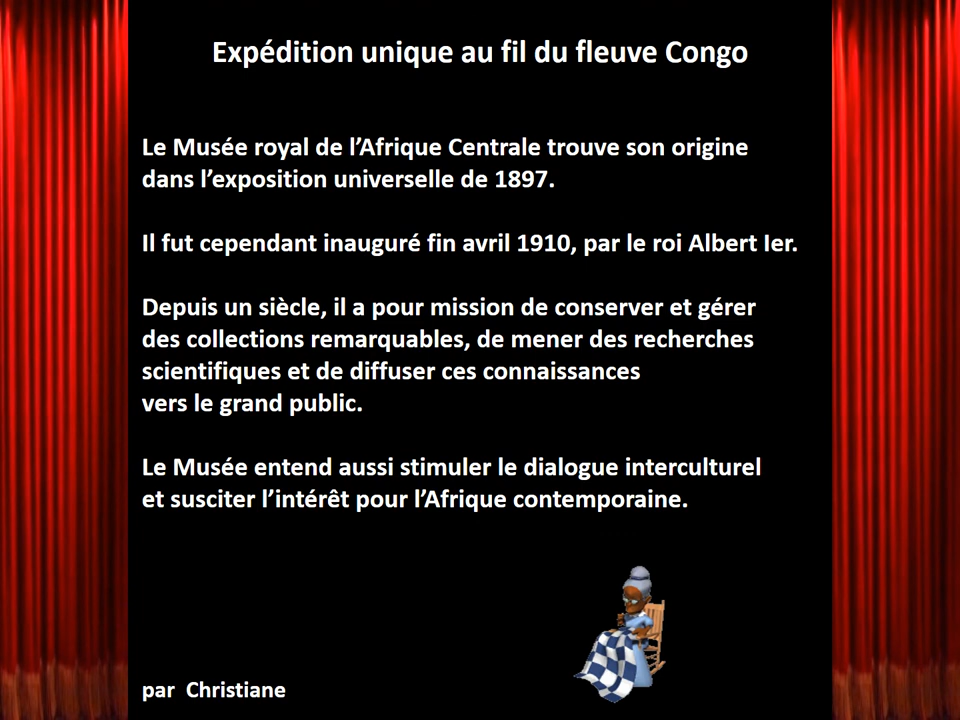 Expédition unique au fil du fleuve Congo
Le Musée royal de l’Afrique Centrale trouve son origine
dans l’exposition universelle de 1897.
Il fut cependant inauguré fin avril 1910, par le roi Albert Ier.
Depuis un siècle, il a pour mission de conserver et gérer
des collections remarquables, de mener des recherches
scientifiques et de diffuser ces connaissances
vers le grand public.
Le Musée entend aussi stimuler le dialogue interculturel
et susciter l’intérêt pour l’Afrique contemporaine.
par  Christiane